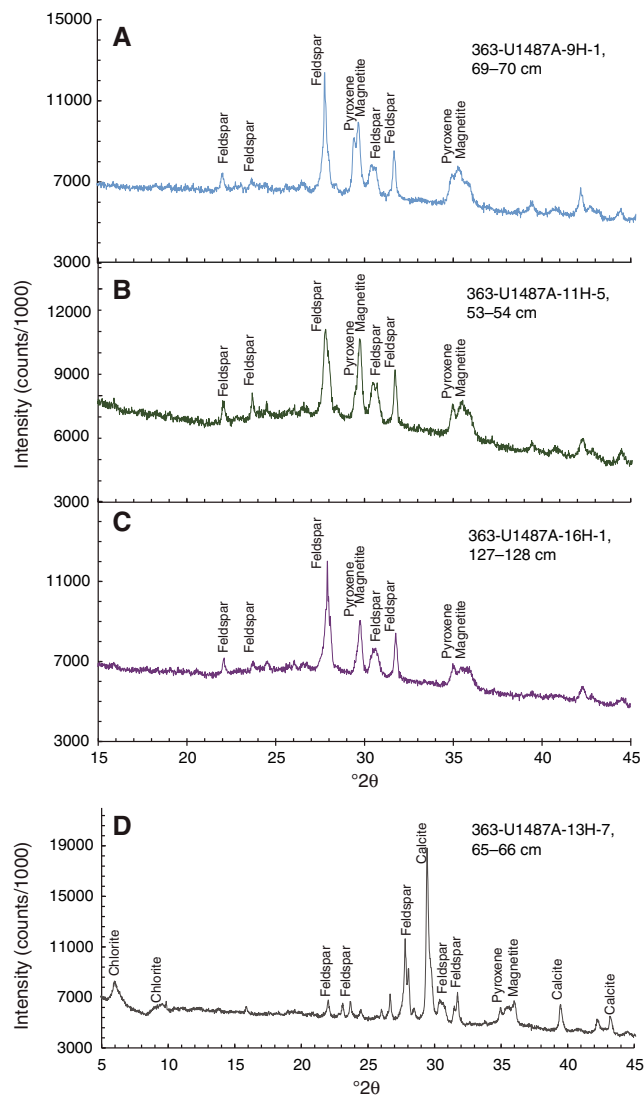 A
363-U1487A-9H-1,
69–70 cm
15000
11000
7000
3000
Feldspar
Feldspar
Feldspar
Pyroxene
Magnetite
Feldspar
Feldspar
Pyroxene
Magnetite
B
363-U1487A-11H-5,
53–54 cm
12000
9000
6000
3000
Feldspar
Feldspar
Feldspar
Pyroxene
Magnetite
Feldspar
Feldspar
Pyroxene
Magnetite
Intensity (counts/1000)
C
363-U1487A-16H-1,
127–128 cm
11000
7000
3000
Feldspar
Feldspar
Feldspar
Pyroxene
Magnetite
Feldspar
Feldspar
Pyroxene
Magnetite
15 20 25 30 35 40 45
°2θ
D
363-U1487A-13H-7,
65–66 cm
19000
15000
11000
7000
3000
Intensity (counts/1000)
Chlorite
Chlorite
Feldspar
Feldspar
Feldspar
Calcite
Feldspar
Feldspar
Pyroxene
Magnetite
Calcite
Calcite
5 10 15 20 25 30 35 40 45
°2θ